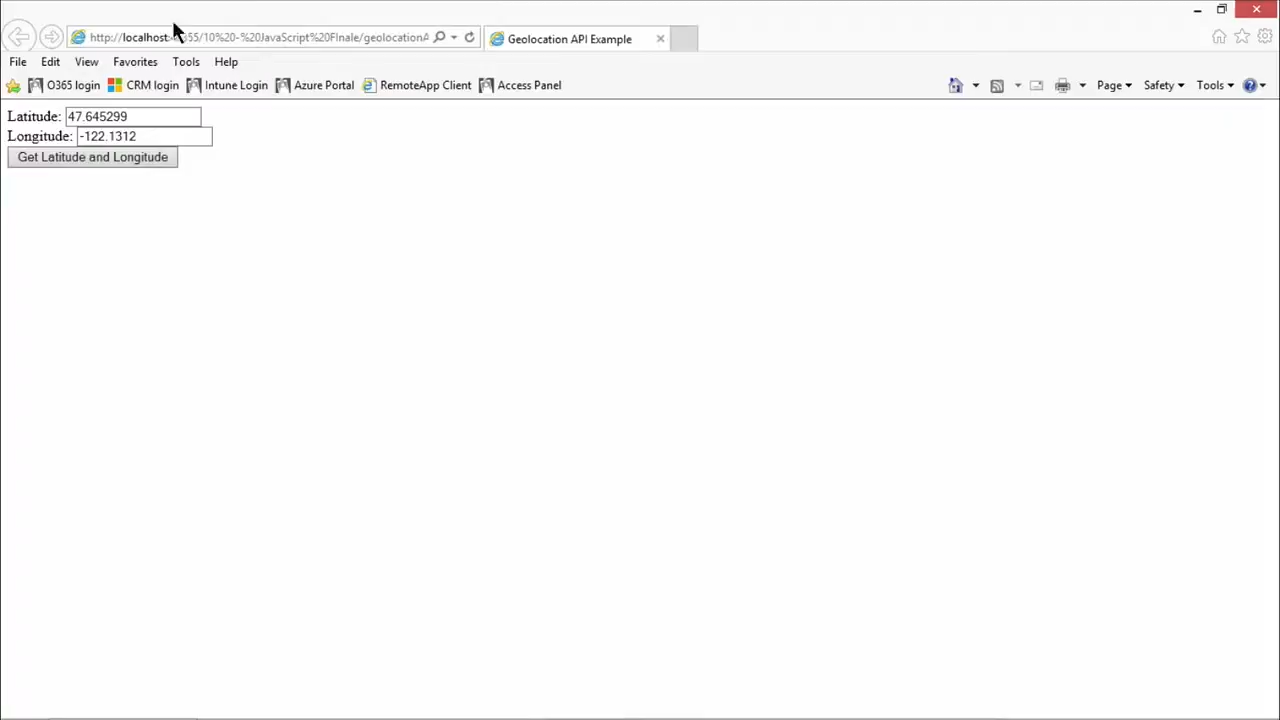 http://localhost: 55/10%20-%20JavaScript%20FInale/geolocationA
Geolocation API Example
File Edit View Favorites Tools Help
O365 login CRM login Intune Login Azure Portal RemoteApp Client Access Panel Page Safety Tools
Latitude: 47.645299
Longitude: -122.1312
Get Latitude and Longitude